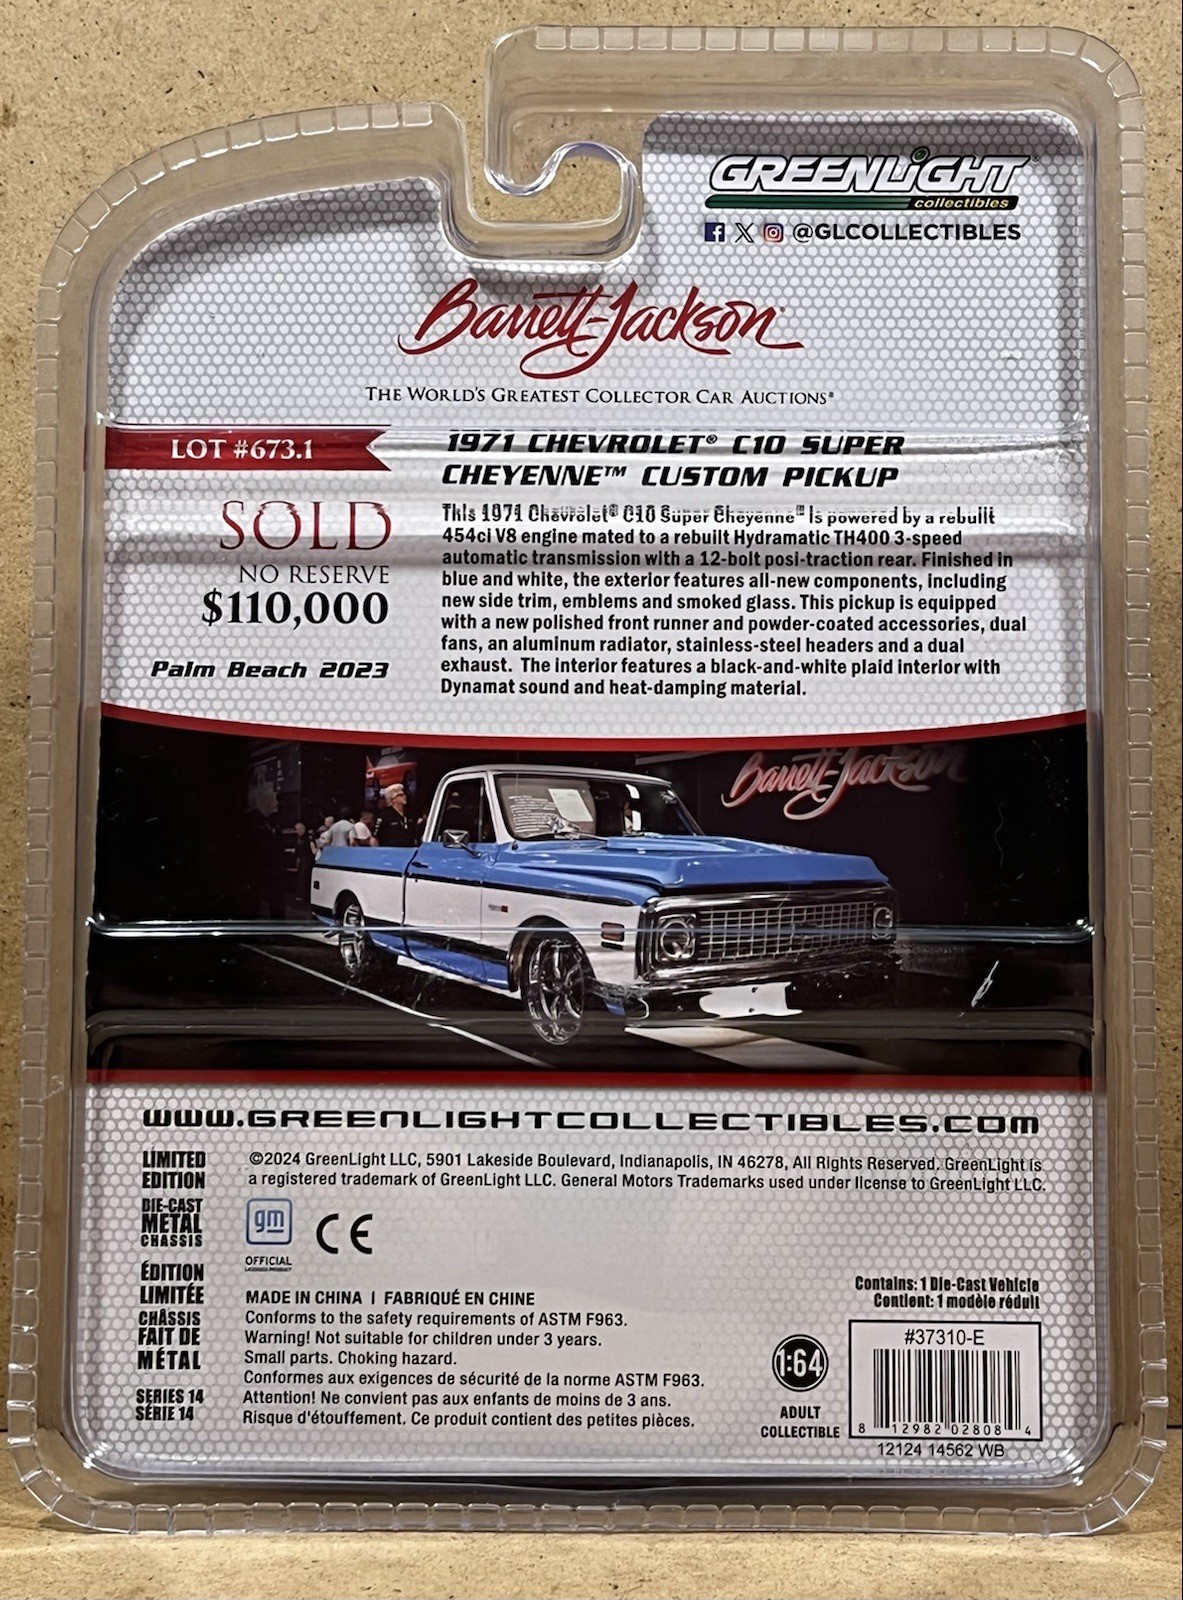 GREENLIGHT®
collectibles
@GLCOLLECTIBLES
Barrett-Jackson®
THE WORLD'S GREATEST COLLECTOR CAR AUCTIONS®
LOT #673.1
SOLD
NO RESERVE
$110,000
Palm Beach 2023
1971 CHEVROLET® C10 SUPER
CHEYENNE™ CUSTOM PICKUP
This 1971 Chevrolet® C10 Super Cheyenne™ is powered by a rebuilt
454ci V8 engine mated to a rebuilt Hydramatic TH400 3-speed
automatic transmission with a 12-bolt posi-traction rear. Finished in
blue and white, the exterior features all-new components, including
new side trim, emblems and smoked glass. This pickup is equipped
with a new polished front runner and powder-coated accessories, dual
fans, an aluminum radiator, stainless-steel headers and a dual
exhaust. The interior features a black-and-white plaid interior with
Dynamat sound and heat-damping material.
Barrett-Jackson
www.GREENLIGHTCOLLECTIBLES.COM
LIMITED
EDITION
DIE-CAST
METAL
CHASSIS
ÉDITION
LIMITÉE
CHÂSSIS
FAIT DE
MÉTAL
SERIES 14
SÉRIE 14
©2024 GreenLight LLC, 5901 Lakeside Boulevard, Indianapolis, IN 46278, All Rights Reserved. GreenLight is
a registered trademark of GreenLight LLC. General Motors Trademarks used under license to GreenLight LLC.
gm
CE
OFFICIAL
LICENSED PRODUCT
MADE IN CHINA | FABRIQUÉ EN CHINE
Conforms to the safety requirements of ASTM F963.
Warning! Not suitable for children under 3 years.
Small parts. Choking hazard.
Conformes aux exigences de sécurité de la norme ASTM F963.
Attention! Ne convient pas aux enfants de moins de 3 ans.
Risque d'étouffement. Ce produit contient des petites pièces.
Contains: 1 Die-Cast Vehicle
Contient: 1 modèle réduit
1:64
ADULT
COLLECTIBLE
#37310-E
8 12982 02808 4
12124 14562 WB